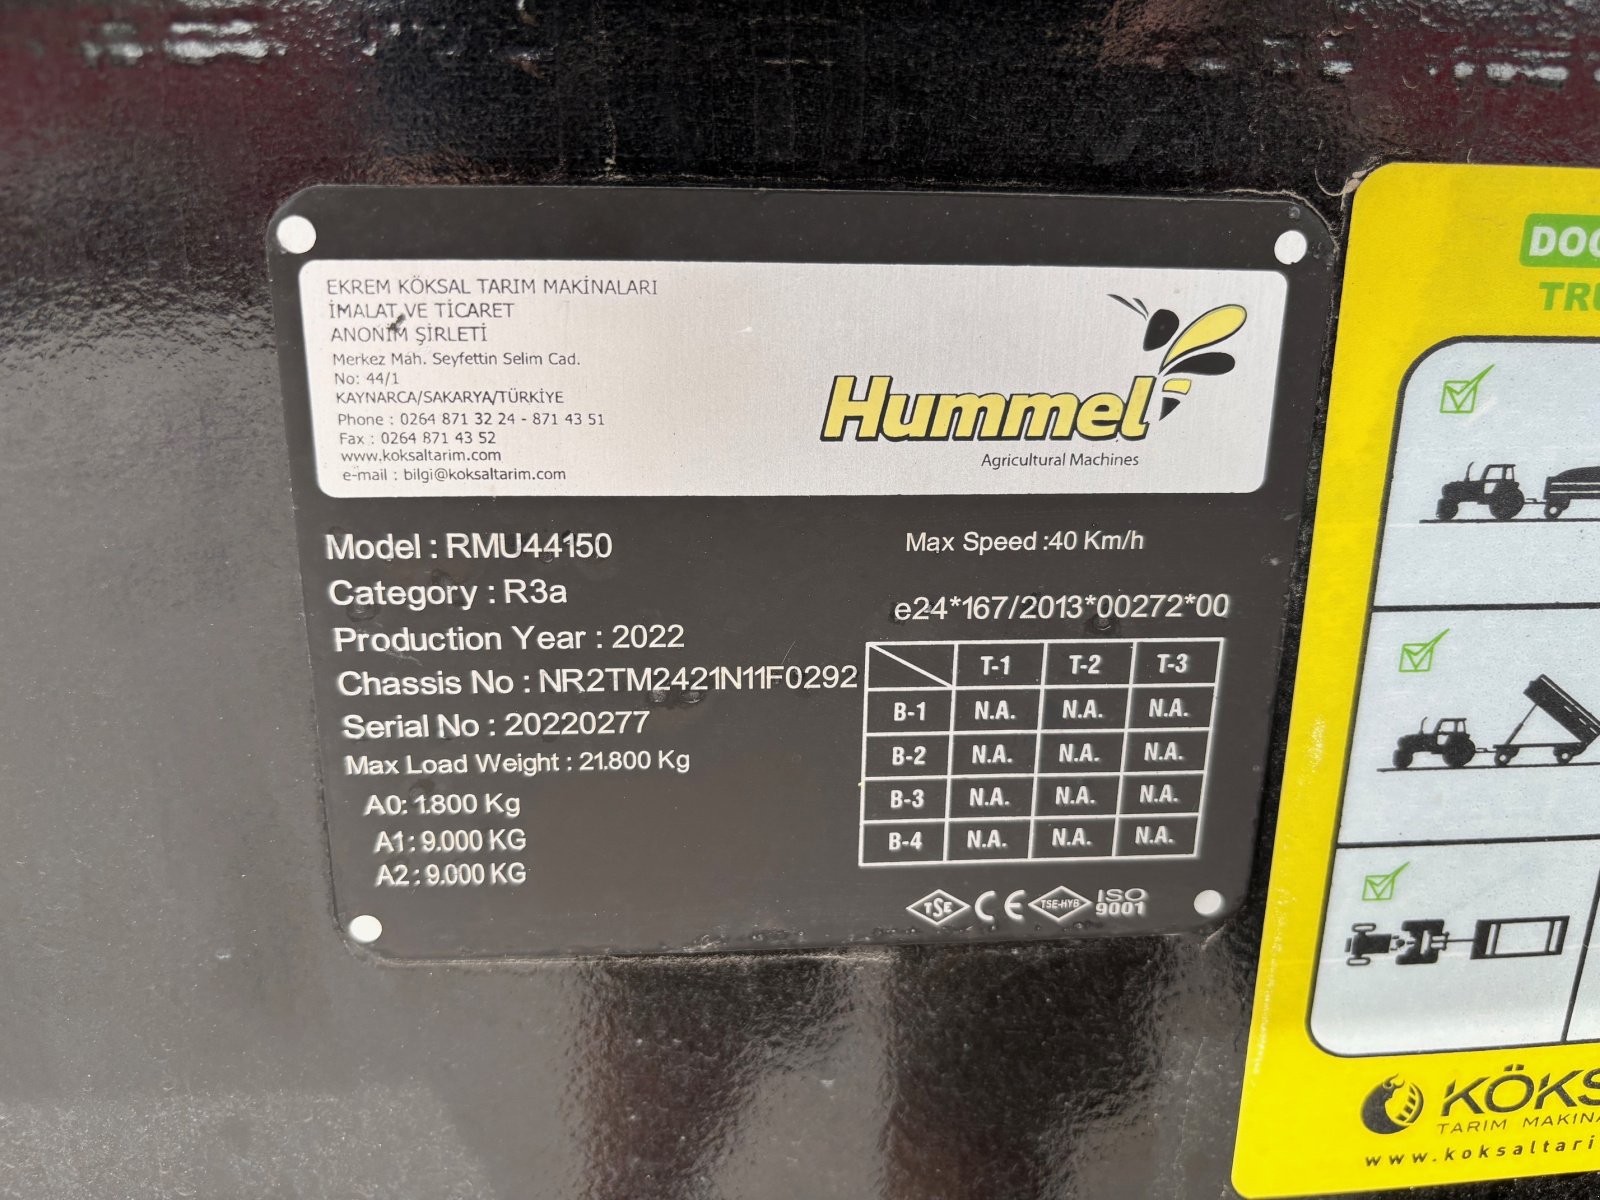 EKREM KÖKSAL TARIM MAKİNALARI
İMALAT VE TİCARET
ANONİM ŞİRLETİ
Merkez Mah. Seyfettin Selim Cad.
No: 44/1
KAYNARCA/SAKARYA/TÜRKİYE
Phone : 0264 871 32 24 - 871 43 51
Fax : 0264 871 43 52
www.koksaltarim.com
e-mail : bilgi@koksaltarim.com
Hummel
Agricultural Machines
Model : RMU44150
Category : R3a
Production Year : 2022
Chassis No : NR2TM2421N11F0292
Serial No : 20220277
Max Load Weight : 21.800 Kg
A0: 1.800 Kg
A1 : 9.000 KG
A2 : 9.000 KG
Max Speed :40 Km/h
e24*167/2013*00272*00
T-1 T-2 T-3
B-1 N.A. N.A. N.A.
B-2 N.A. N.A. N.A.
B-3 N.A. N.A. N.A.
B-4 N.A. N.A. N.A.
TSE CE TSE-HYB ISO 9001
DOĞ
TRU
KÖKS
TARIM MAKINA
www.koksaltari